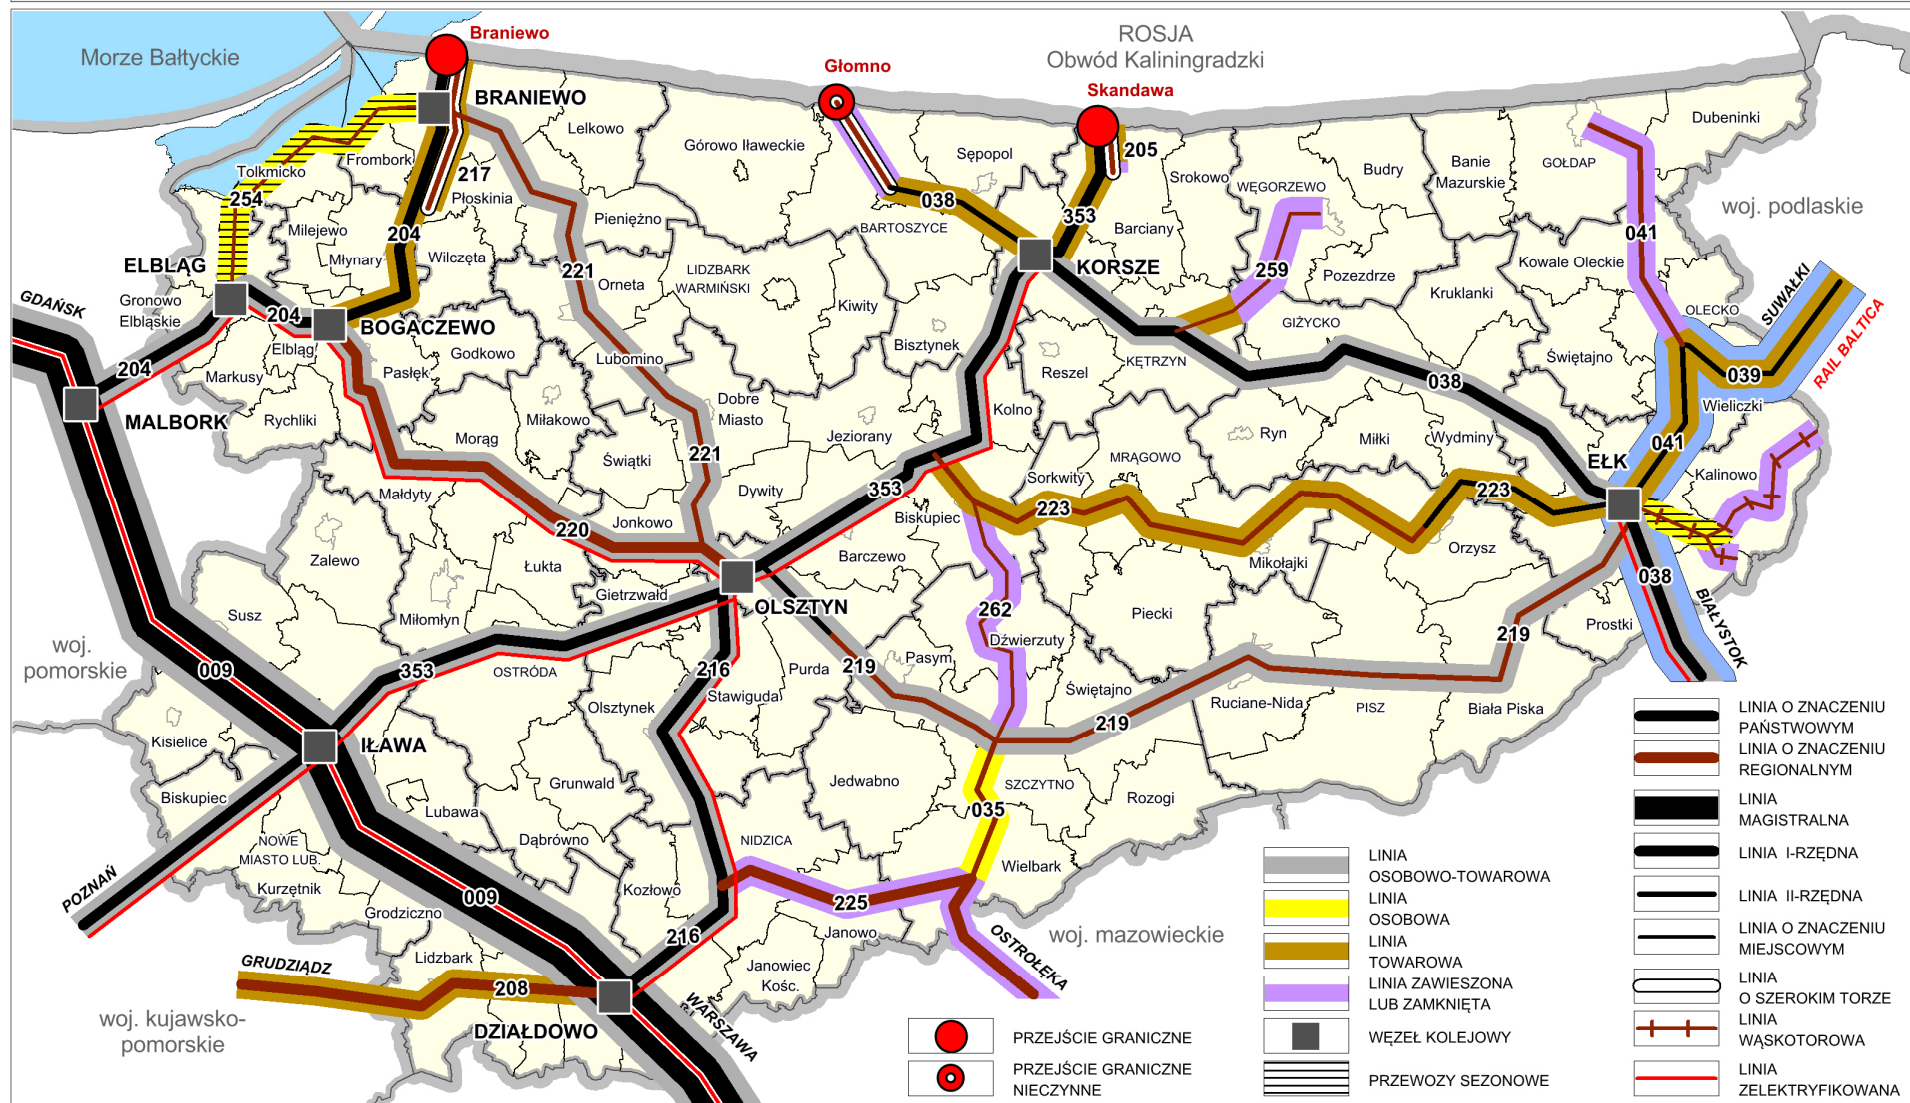 Morze Bałtyckie
Braniewo
ROSJA
Obwód Kaliningradzki
Głomno
Skandawa
BRANIEWO
Lelkowo
Górowo Iławeckie
Sępopol
205
Srokowo
WĘGORZEWO
Budry
Banie
Mazurskie
GOŁDAP
Dubeninki
Frombork
Tolkmicko
217
Płoskinia
254
Pieniężno
038
353
BARTOSZYCE
Barciany
woj. podlaskie
Milejewo
204
Młynary
Wilczęta
041
ELBLĄG
221
Orneta
LIDZBARK
WARMIŃSKI
KORSZE
259
Pozezdrze
Kowale Oleckie
GDAŃSK
Gronowo
Elbląskie
Kiwity
Kruklanki
SUWAŁKI
OLECKO
204
BOGACZEWO
GIŻYCKO
RAIL BALTICA
Elbląg
Godkowo
Lubomino
Bisztynek
KĘTRZYN
Świętajno
204
Markusy
Pasłęk
Reszel
038
039
MALBORK
Rychliki
Miłakowo
Dobre
Miasto
Kolno
Wieliczki
Morąg
Jeziorany
Ryn
Miłki
Wydminy
041
Świątki
221
MRĄGOWO
EŁK
Kalinowo
Małdyty
Dywity
353
Sorkwity
223
223
Jonkowo
220
Biskupiec
Zalewo
Łukta
Barczewo
Mikołajki
Orzysz
Gietrzwałd
038
Susz
Miłomłyn
OLSZTYN
262
Piecki
BIAŁYSTOK
woj.
pomorskie
Dźwierzuty
219
Prostki
009
353
OSTRÓDA
216
Purda
219
Pasym
Stawiguda
Świętajno
219
Ruciane-Nida
PISZ
Biała Piska
Olsztynek
Kisielice
IŁAWA
LINIA O ZNACZENIU
PAŃSTWOWYM
LINIA O ZNACZENIU
REGIONALNYM
Grunwald
Jedwabno
SZCZYTNO
Rozogi
Biskupiec
Lubawa
035
LINIA
MAGISTRALNA
NOWE
MIASTO LUB.
Dąbrówno
NIDZICA
Wielbark
LINIA
OSOBOWO-TOWAROWA
LINIA I-RZĘDNA
POZNAŃ
Kurzętnik
009
Kozłowo
225
LINIA
OSOBOWA
LINIA II-RZĘDNA
Grodziczno
216
Janowo
woj. mazowieckie
LINIA
TOWAROWA
LINIA O ZNACZENIU
MIEJSCOWYM
GRUDZIĄDZ
Lidzbark
Janowiec
Kośc.
OSTROŁĘKA
LINIA ZAWIESZONA
LUB ZAMKNIĘTA
LINIA
O SZEROKIM TORZE
208
woj. kujawsko-
pomorskie
DZIAŁDOWO
WARSZAWA
PRZEJŚCIE GRANICZNE
WĘZEŁ KOLEJOWY
LINIA
WĄSKOTOROWA
PRZEJŚCIE GRANICZNE
NIECZYNNE
PRZEWOZY SEZONOWE
LINIA
ZELEKTRYFIKOWANA